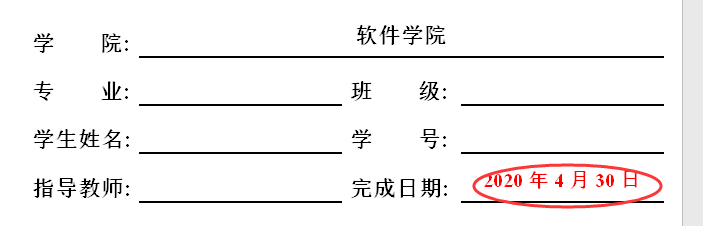 学 院: 软件学院
专 业: 班 级:
学生姓名: 学 号:
指导教师: 完成日期: 2020 年 4 月 30 日